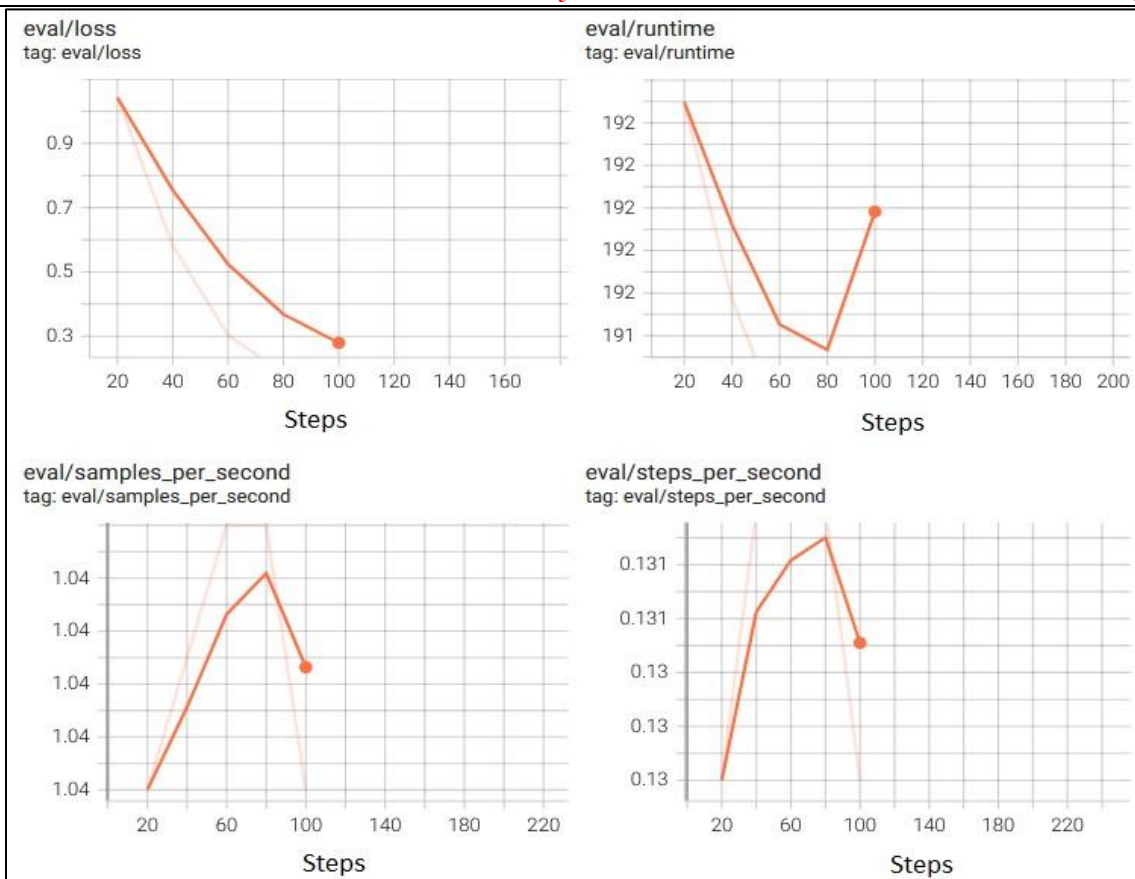 eval/loss
tag: eval/loss
0.9
0.7
0.5
0.3
20 40 60 80 100 120 140 160
Steps
eval/runtime
tag: eval/runtime
192
192
192
192
192
191
20 40 60 80 100 120 140 160 180 200
Steps
eval/samples_per_second
tag: eval/samples_per_second
1.04
1.04
1.04
1.04
1.04
20 60 100 140 180 220
Steps
eval/steps_per_second
tag: eval/steps_per_second
0.131
0.131
0.13
0.13
0.13
20 60 100 140 180 220
Steps